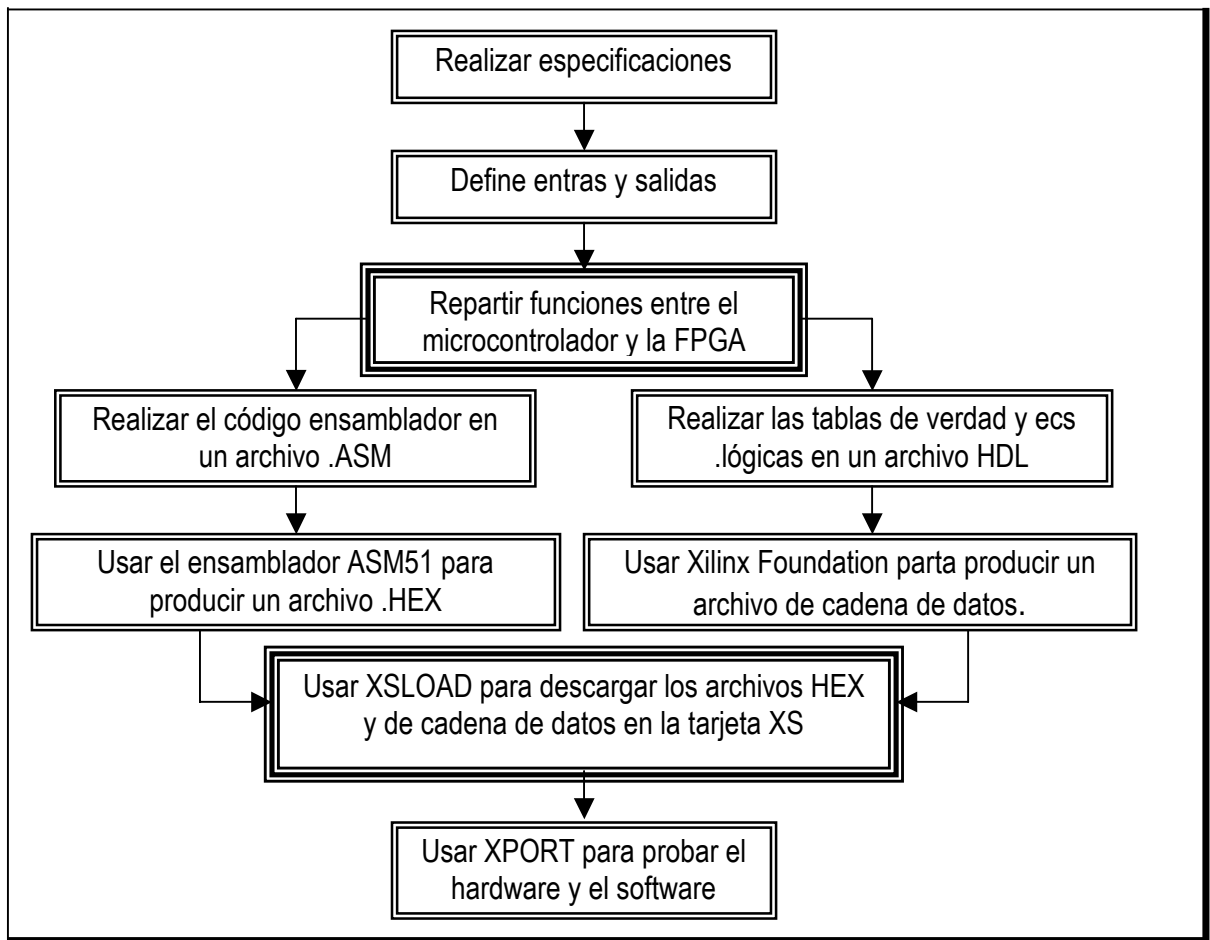 Realizar especificaciones
Define entras y salidas
Repartir funciones entre el
microcontrolador y la FPGA
Realizar el código ensamblador en
un archivo .ASM
Realizar las tablas de verdad y ecs
.lógicas en un archivo HDL
Usar el ensamblador ASM51 para
producir un archivo .HEX
Usar Xilinx Foundation parta producir un
archivo de cadena de datos.
Usar XSLOAD para descargar los archivos HEX
y de cadena de datos en la tarjeta XS
Usar XPORT para probar el
hardware y el software